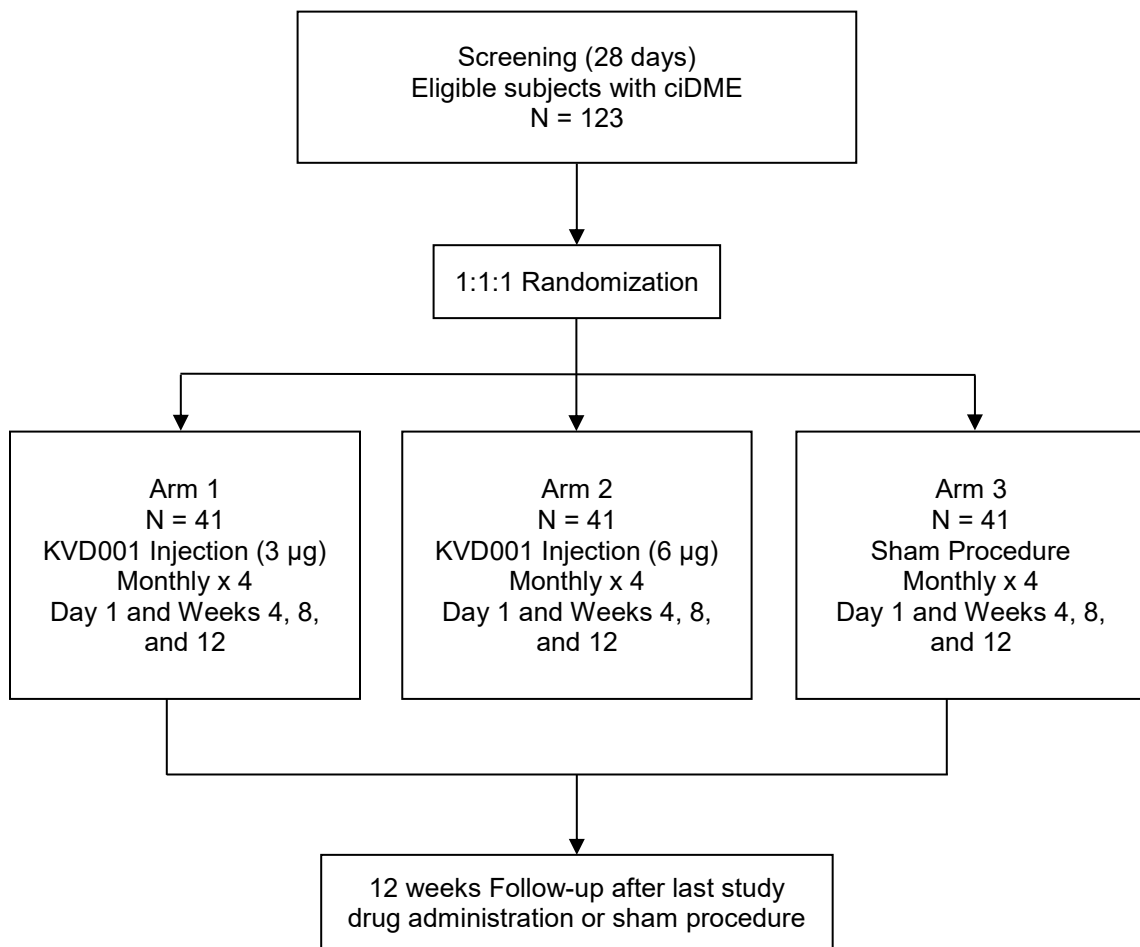 Screening (28 days)
Eligible subjects with ciDME
N = 123
1:1:1 Randomization
Arm 1
N = 41
KVD001 Injection (3 µg)
Monthly x 4
Day 1 and Weeks 4, 8,
and 12
Arm 2
N = 41
KVD001 Injection (6 µg)
Monthly x 4
Day 1 and Weeks 4, 8,
and 12
Arm 3
N = 41
Sham Procedure
Monthly x 4
Day 1 and Weeks 4, 8,
and 12
12 weeks Follow-up after last study
drug administration or sham procedure